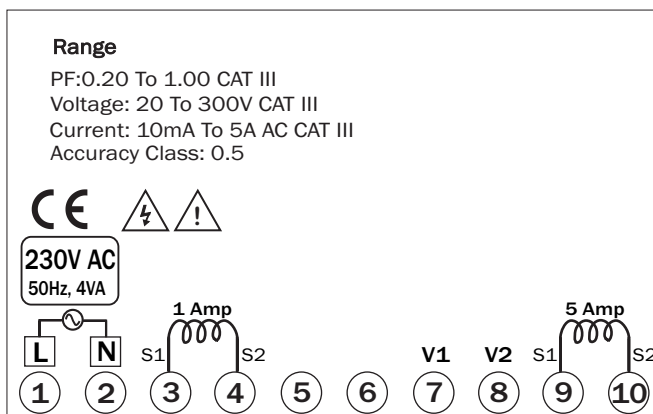 Range
PF:0.20 To 1.00 CAT III
Voltage: 20 To 300V CAT III
Current: 10mA To 5A AC CAT III
Accuracy Class: 0.5
CE
230V AC
50Hz, 4VA
1 Amp 5 Amp
L N S1 S2 V1 V2 S1 S2
1 2 3 4 5 6 7 8 9 10